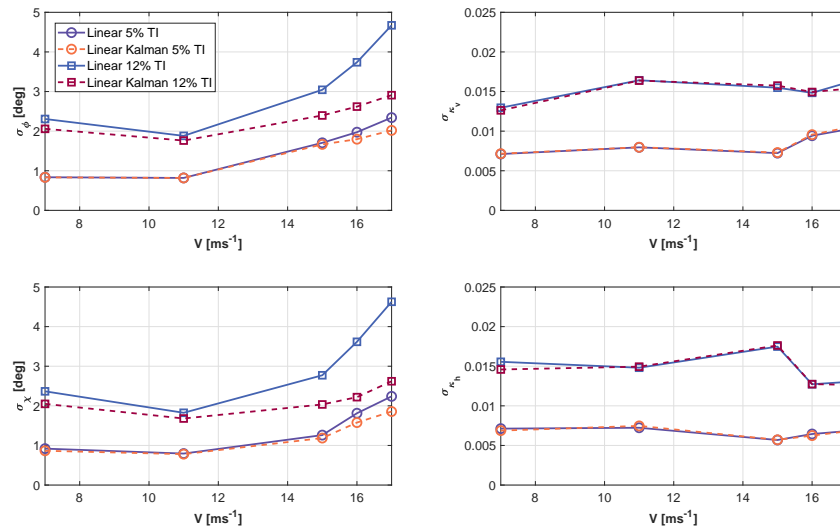 5
4
3
2
1
0
σ_ϕ [deg]
Linear 5% TI
Linear Kalman 5% TI
Linear 12% TI
Linear Kalman 12% TI
8 10 12 14 16
V [ms⁻¹]
0.025
0.02
0.015
0.01
0.005
0
σ_κ_v
8 10 12 14 16
V [ms⁻¹]
5
4
3
2
1
0
σ_χ [deg]
8 10 12 14 16
V [ms⁻¹]
0.025
0.02
0.015
0.01
0.005
0
σ_κ_h
8 10 12 14 16
V [ms⁻¹]